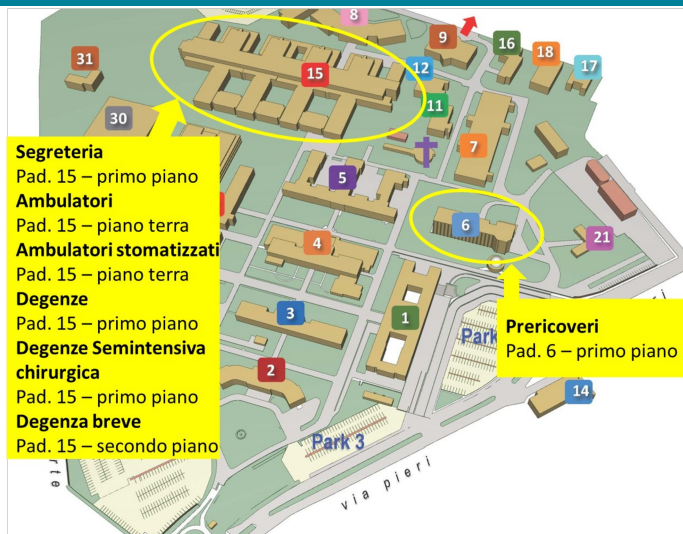 8
9
16
18
17
31
15
12
11
30
7
5
6
21
4
3
1
2
14
Segreteria
Pad. 15 – primo piano
Ambulatori
Pad. 15 – piano terra
Ambulatori stomatizzati
Pad. 15 – piano terra
Degenze
Pad. 15 – primo piano
Degenze Semintensiva
chirurgica
Pad. 15 – primo piano
Degenza breve
Pad. 15 – secondo piano
Prericoveri
Pad. 6 – primo piano
Park
Park 3
via pieri